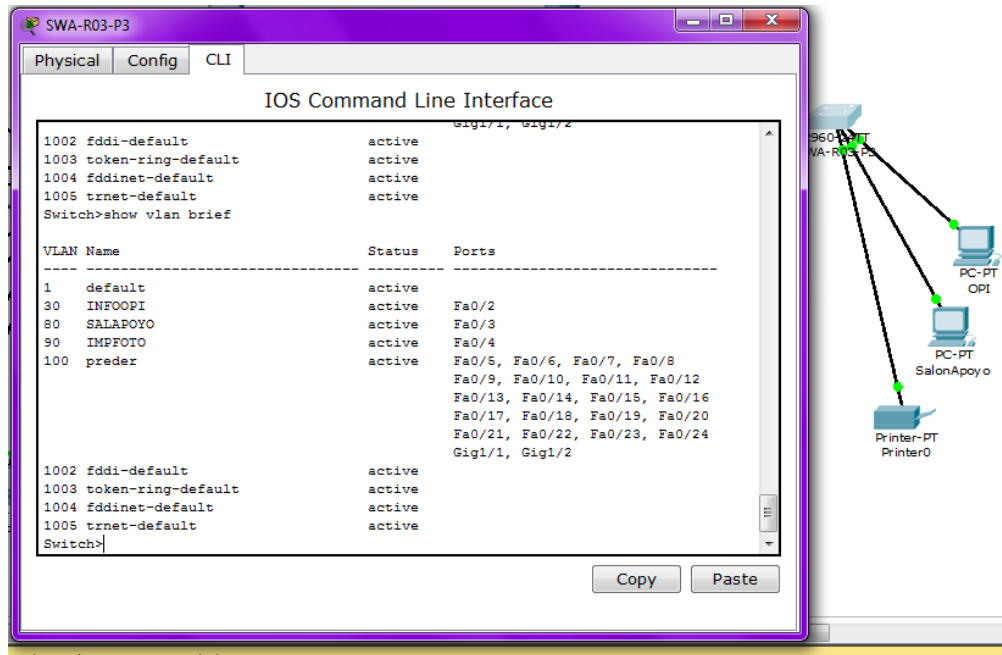 SWA-R03-P3
Physical Config CLI
IOS Command Line Interface
Gig1/1, Gig1/2
1002 fddi-default active
1003 token-ring-default active
1004 fddinet-default active
1005 trnet-default active
Switch>show vlan brief
VLAN Name Status Ports
---- -------------------------------- --------- -------------------------------
1 default active
30 INFOOPI active Fa0/2
80 SALAPOYO active Fa0/3
90 IMPFOTO active Fa0/4
100 preder active Fa0/5, Fa0/6, Fa0/7, Fa0/8
Fa0/9, Fa0/10, Fa0/11, Fa0/12
Fa0/13, Fa0/14, Fa0/15, Fa0/16
Fa0/17, Fa0/18, Fa0/19, Fa0/20
Fa0/21, Fa0/22, Fa0/23, Fa0/24
Gig1/1, Gig1/2
1002 fddi-default active
1003 token-ring-default active
1004 fddinet-default active
1005 trnet-default active
Switch>
Copy Paste
PC-PT
OPI
PC-PT
SalonApoyo
Printer-PT
Printer0